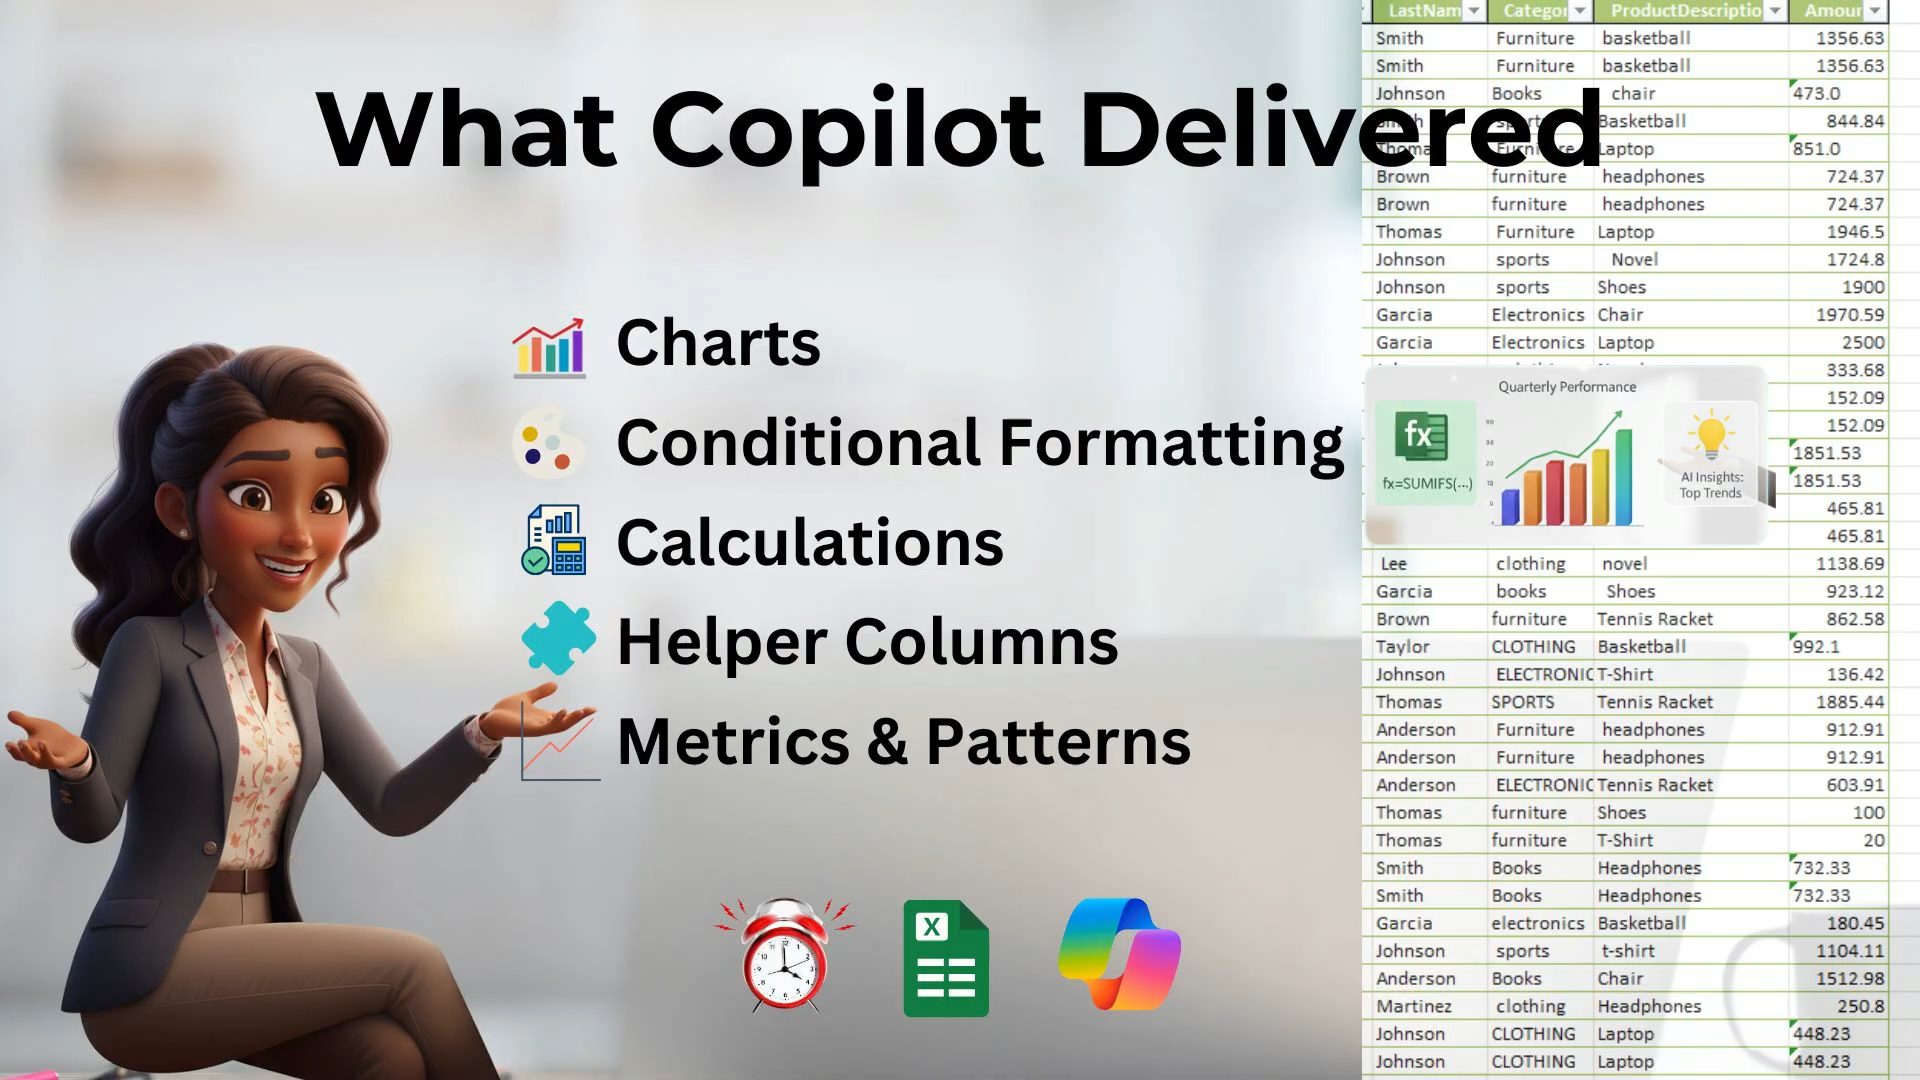 LastNam Categor ProductDescriptio Amour
Smith Furniture basketball 1356.63
Smith Furniture basketball 1356.63
What Copilot Delivered
Johnson Books chair 473.0
Smith sports Basketball 844.84
Thomas Furniture Laptop 851.0
Brown furniture headphones 724.37
Brown furniture headphones 724.37
Thomas Furniture Laptop 1946.5
Johnson sports Novel 1724.8
Johnson sports Shoes 1900
Garcia Electronics Chair 1970.59
Garcia Electronics Laptop 2500
333.68
152.09
152.09
1851.53
1851.53
465.81
465.81
Charts
Conditional Formatting
Calculations
Helper Columns
Metrics & Patterns
Quarterly Performance
fx
fx=SUMIFS(...)
AI Insights:
Top Trends
Lee clothing novel 1138.69
Garcia books Shoes 923.12
Brown furniture Tennis Racket 862.58
Taylor CLOTHING Basketball 992.1
Johnson ELECTRONIC T-Shirt 136.42
Thomas SPORTS Tennis Racket 1885.44
Anderson Furniture headphones 912.91
Anderson Furniture headphones 912.91
Anderson ELECTRONIC Tennis Racket 603.91
Thomas furniture Shoes 100
Thomas furniture T-Shirt 20
Smith Books Headphones 732.33
Smith Books Headphones 732.33
Garcia electronics Basketball 180.45
Johnson sports t-shirt 1104.11
Anderson Books Chair 1512.98
Martinez clothing Headphones 250.8
Johnson CLOTHING Laptop 448.23
Johnson CLOTHING Laptop 448.23
X